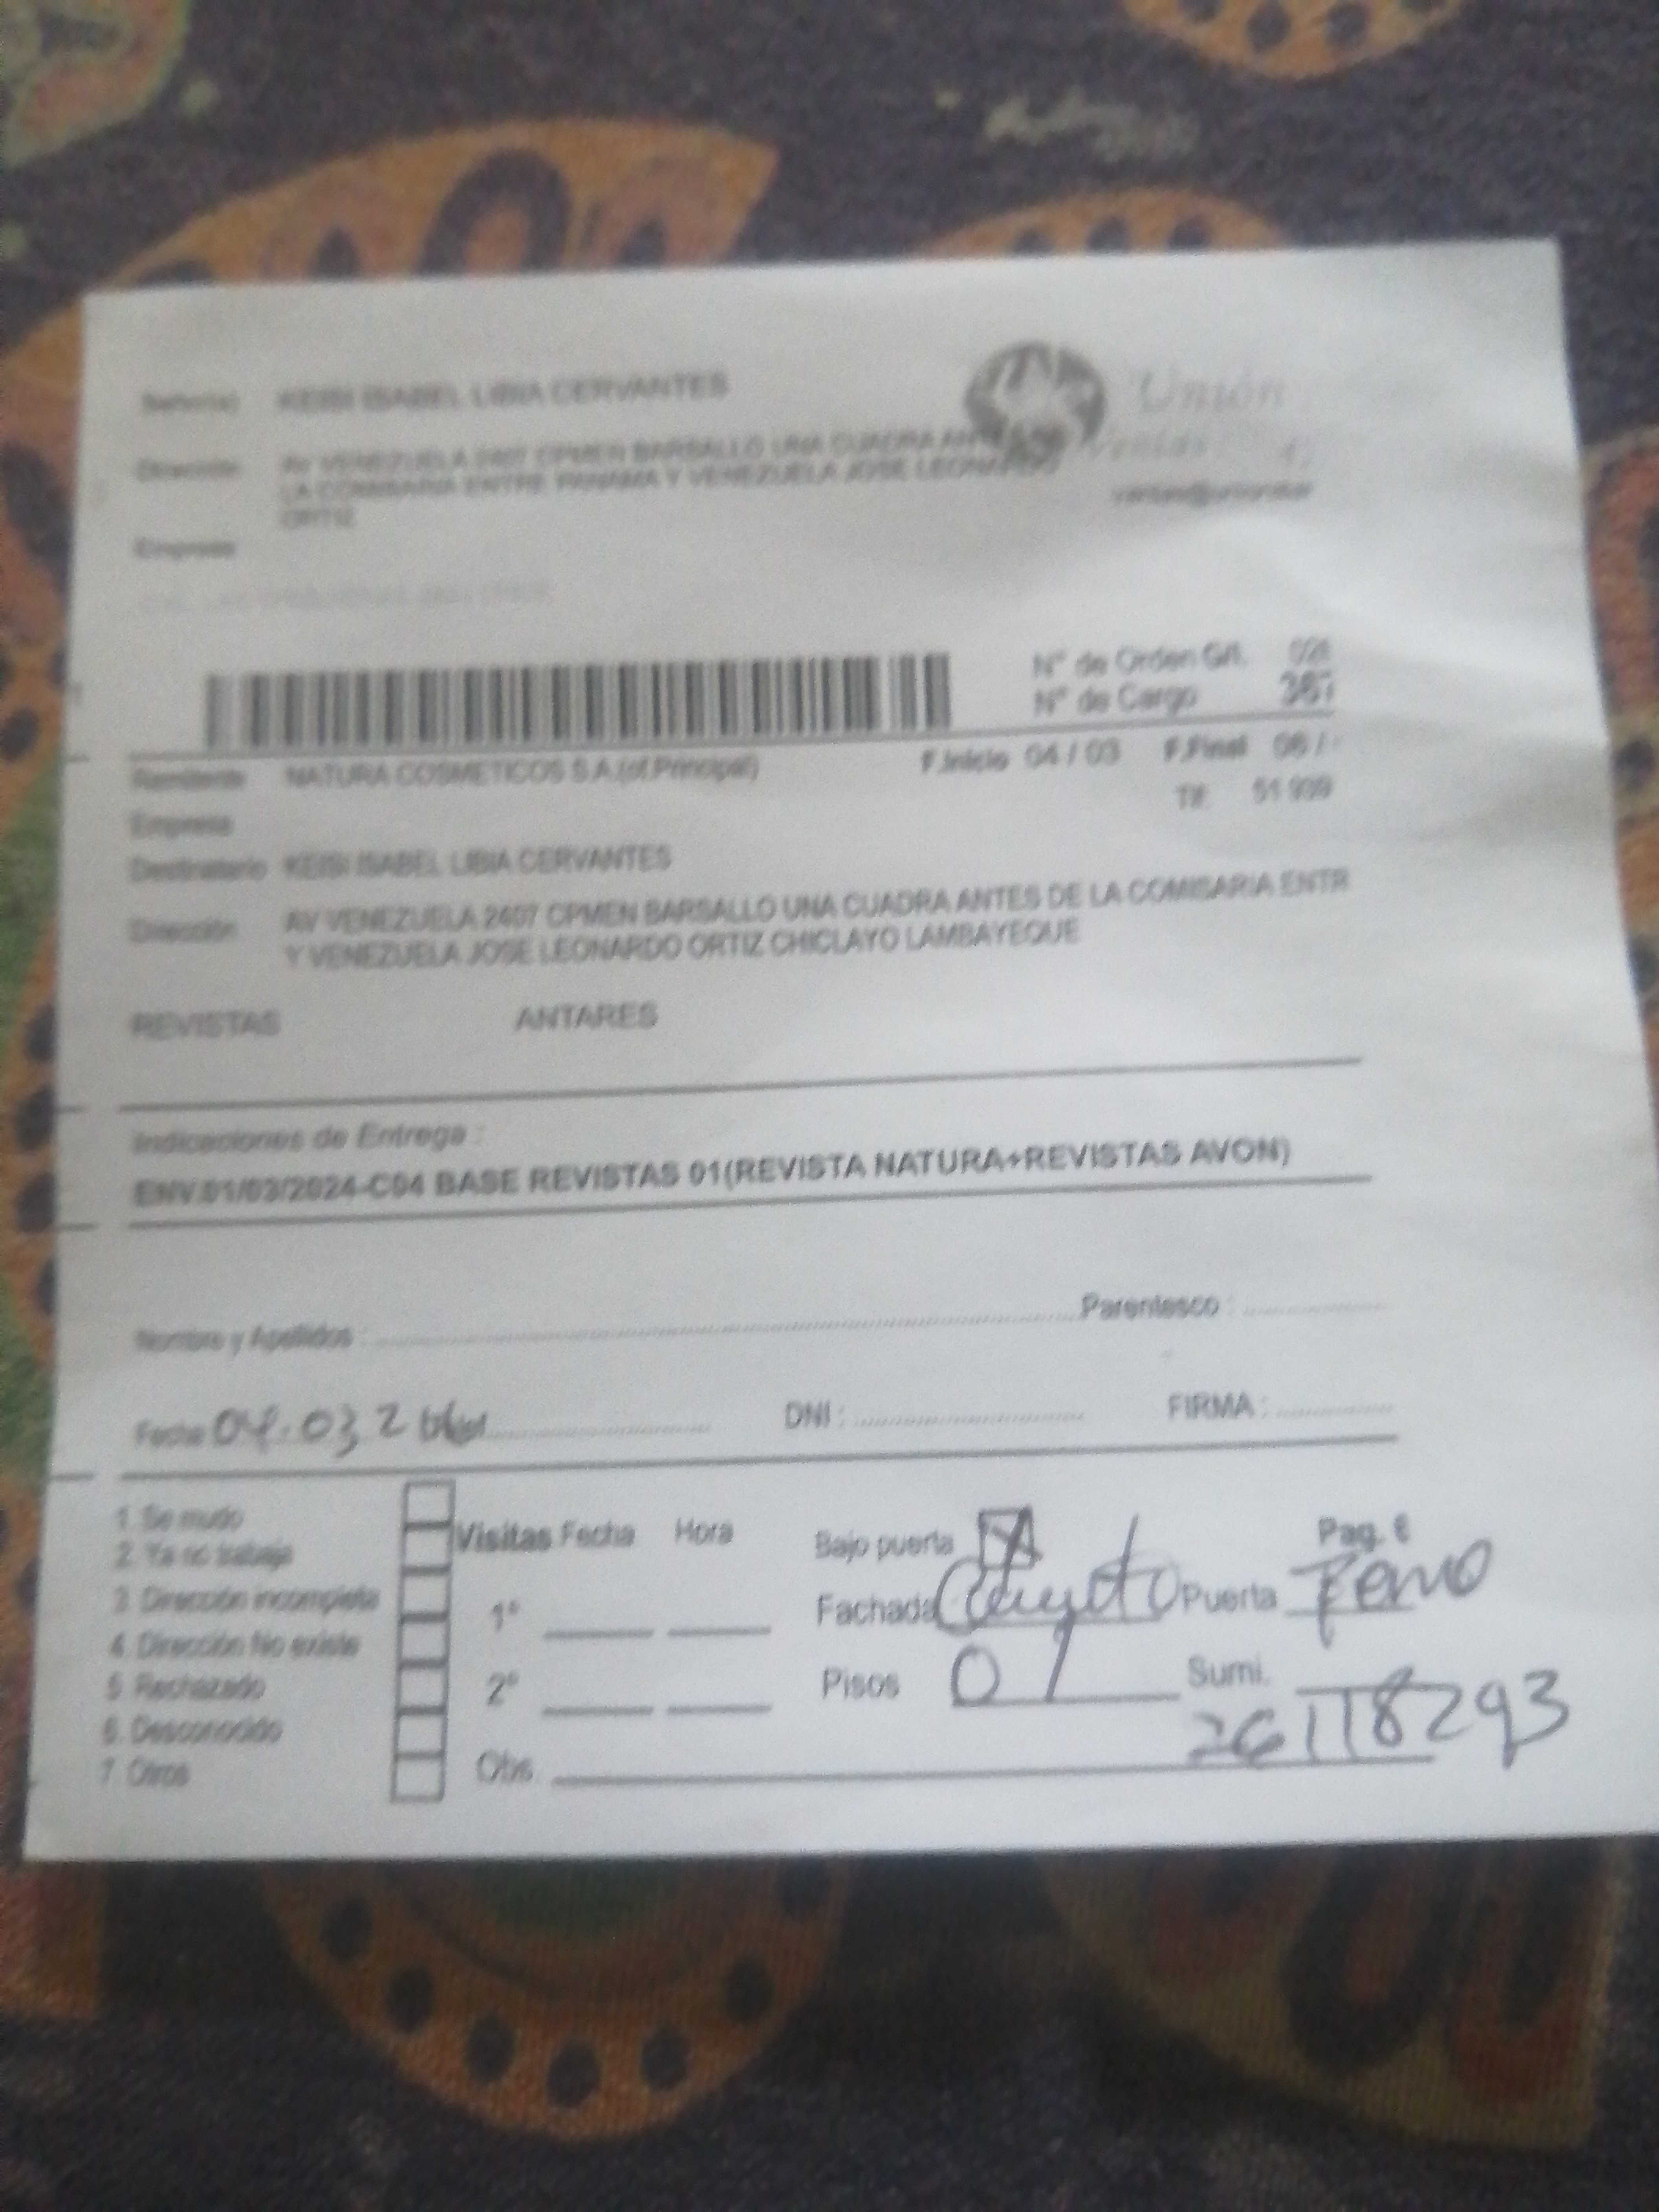 Señor(a) KEISI ISABEL LIBIA CERVANTES
Unión
Dirección AV VENEZUELA 2407 CPMEN BARSALLO UNA CUADRA
LA COMISARIA ENTRE PANAMA Y VENEZUELA JOSE LEONARDO
ORTIZ
Empresa
N° de Orden G/I.
N° de Cargo
Remitente NATURA COSMETICOS S.A.(of.Principal) F.Inicio 04 / 03 F.Final 06 /
Empresa
Destinatario KEISI ISABEL LIBIA CERVANTES
Dirección AV VENEZUELA 2407 CPMEN BARSALLO UNA CUADRA ANTES DE LA COMISARIA ENTR
Y VENEZUELA JOSE LEONARDO ORTIZ CHICLAYO LAMBAYEQUE
REVISTAS ANTARES
Indicaciones de Entrega :
ENV.01/03/2024-C04 BASE REVISTAS 01(REVISTA NATURA+REVISTAS AVON)
Nombre y Apellidos : Parentesco :
Fecha 04.03 DNI : FIRMA :
1. Se mudo
2. Ya no trabaja
3. Dirección incompleta
4. Dirección No existe
5. Rechazado
6. Desconocido
7. Otros
Visitas Fecha Hora
1°
2°
Obs.
Bajo puerta
Pag.
Fachada Puerta Ferro
Pisos 01 Sumi.
26118293